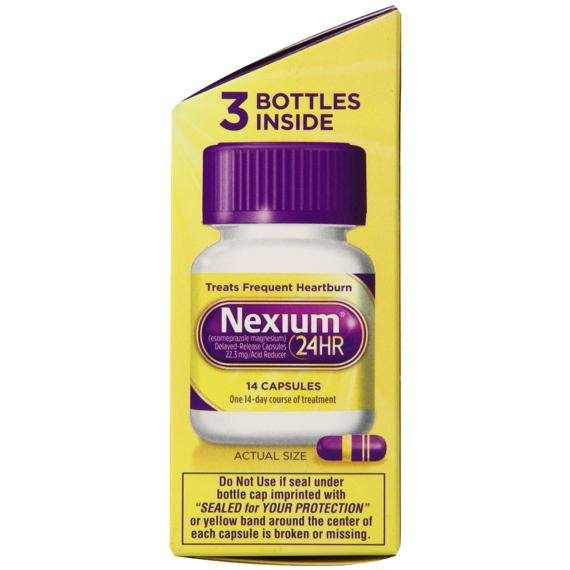 3 BOTTLES
INSIDE
Treats Frequent Heartburn
Nexium®
(esomeprazole magnesium)
Delayed-Release Capsules
22.3 mg/Acid Reducer
24HR
14 CAPSULES
One 14-day course of treatment
ACTUAL SIZE
Do Not Use if seal under
bottle cap imprinted with
"SEALED for YOUR PROTECTION"
or yellow band around the center of
each capsule is broken or missing.